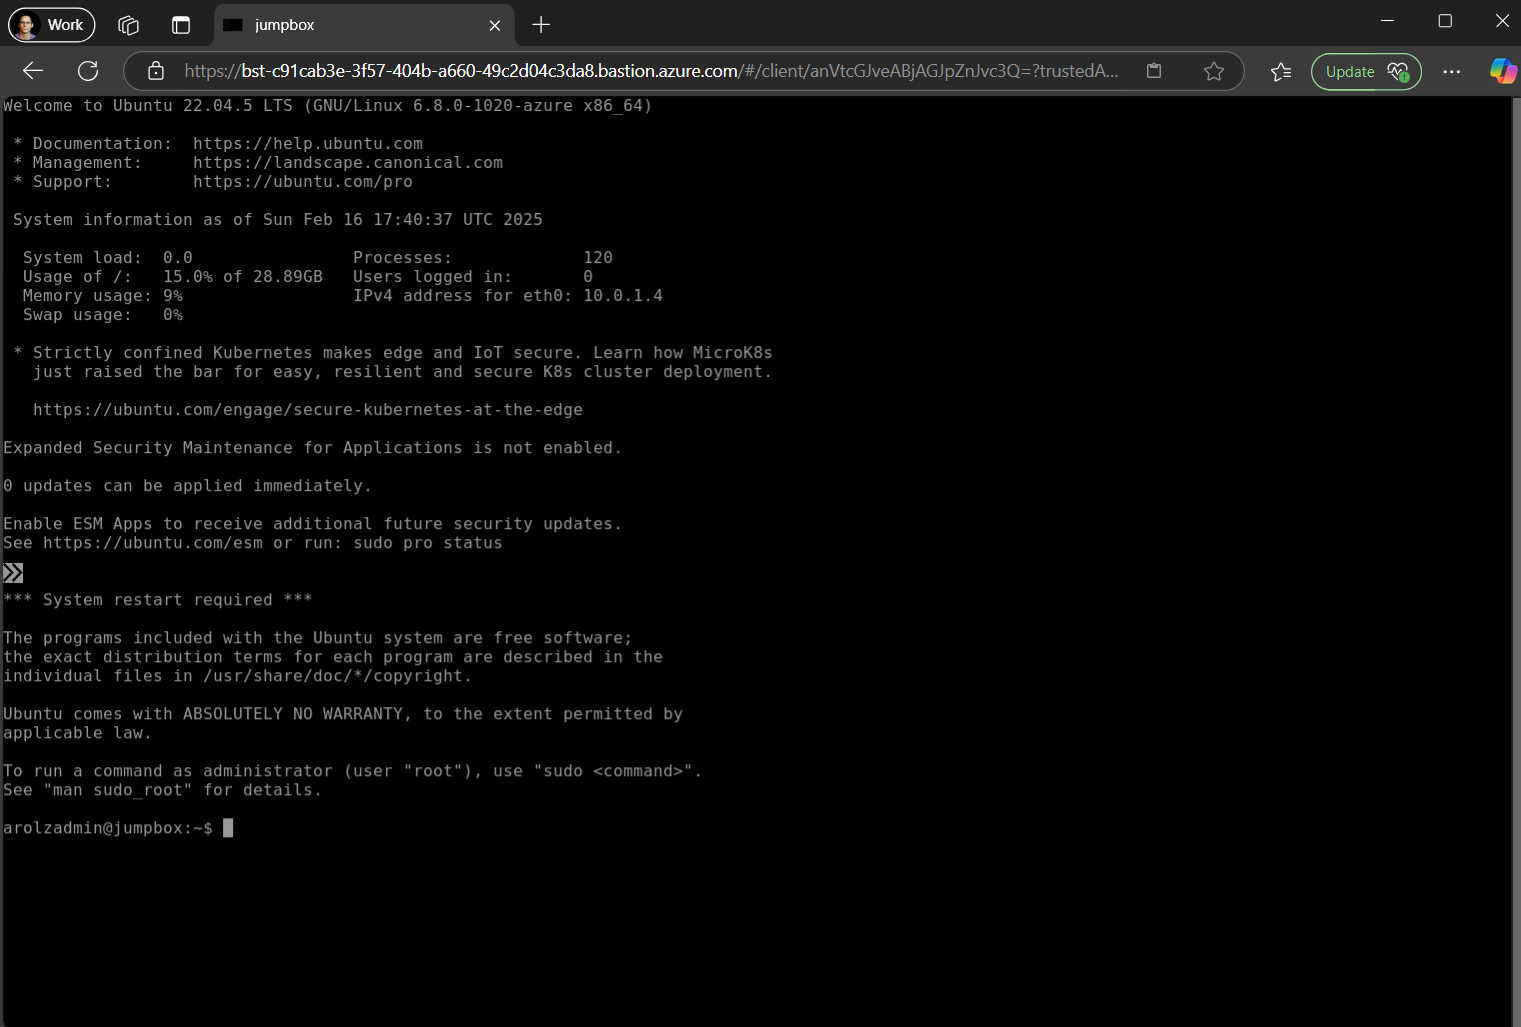 Work
jumpbox
https://bst-c91cab3e-3f57-404b-a660-49c2d04c3da8.bastion.azure.com/#/client/anVtcGJveABjAGJpZnJvc3Q=?trustedA...
Update
Welcome to Ubuntu 22.04.5 LTS (GNU/Linux 6.8.0-1020-azure x86_64)
* Documentation:  https://help.ubuntu.com
* Management:     https://landscape.canonical.com
* Support:        https://ubuntu.com/pro
System information as of Sun Feb 16 17:40:37 UTC 2025
System load:  0.0                Processes:             120
Usage of /:   15.0% of 28.89GB   Users logged in:       0
Memory usage: 9%                 IPv4 address for eth0: 10.0.1.4
Swap usage:   0%
* Strictly confined Kubernetes makes edge and IoT secure. Learn how MicroK8s
just raised the bar for easy, resilient and secure K8s cluster deployment.
https://ubuntu.com/engage/secure-kubernetes-at-the-edge
Expanded Security Maintenance for Applications is not enabled.
0 updates can be applied immediately.
Enable ESM Apps to receive additional future security updates.
See https://ubuntu.com/esm or run: sudo pro status
*** System restart required ***
The programs included with the Ubuntu system are free software;
the exact distribution terms for each program are described in the
individual files in /usr/share/doc/*/copyright.
Ubuntu comes with ABSOLUTELY NO WARRANTY, to the extent permitted by
applicable law.
To run a command as administrator (user "root"), use "sudo <command>".
See "man sudo_root" for details.
arolzadmin@jumpbox:~$